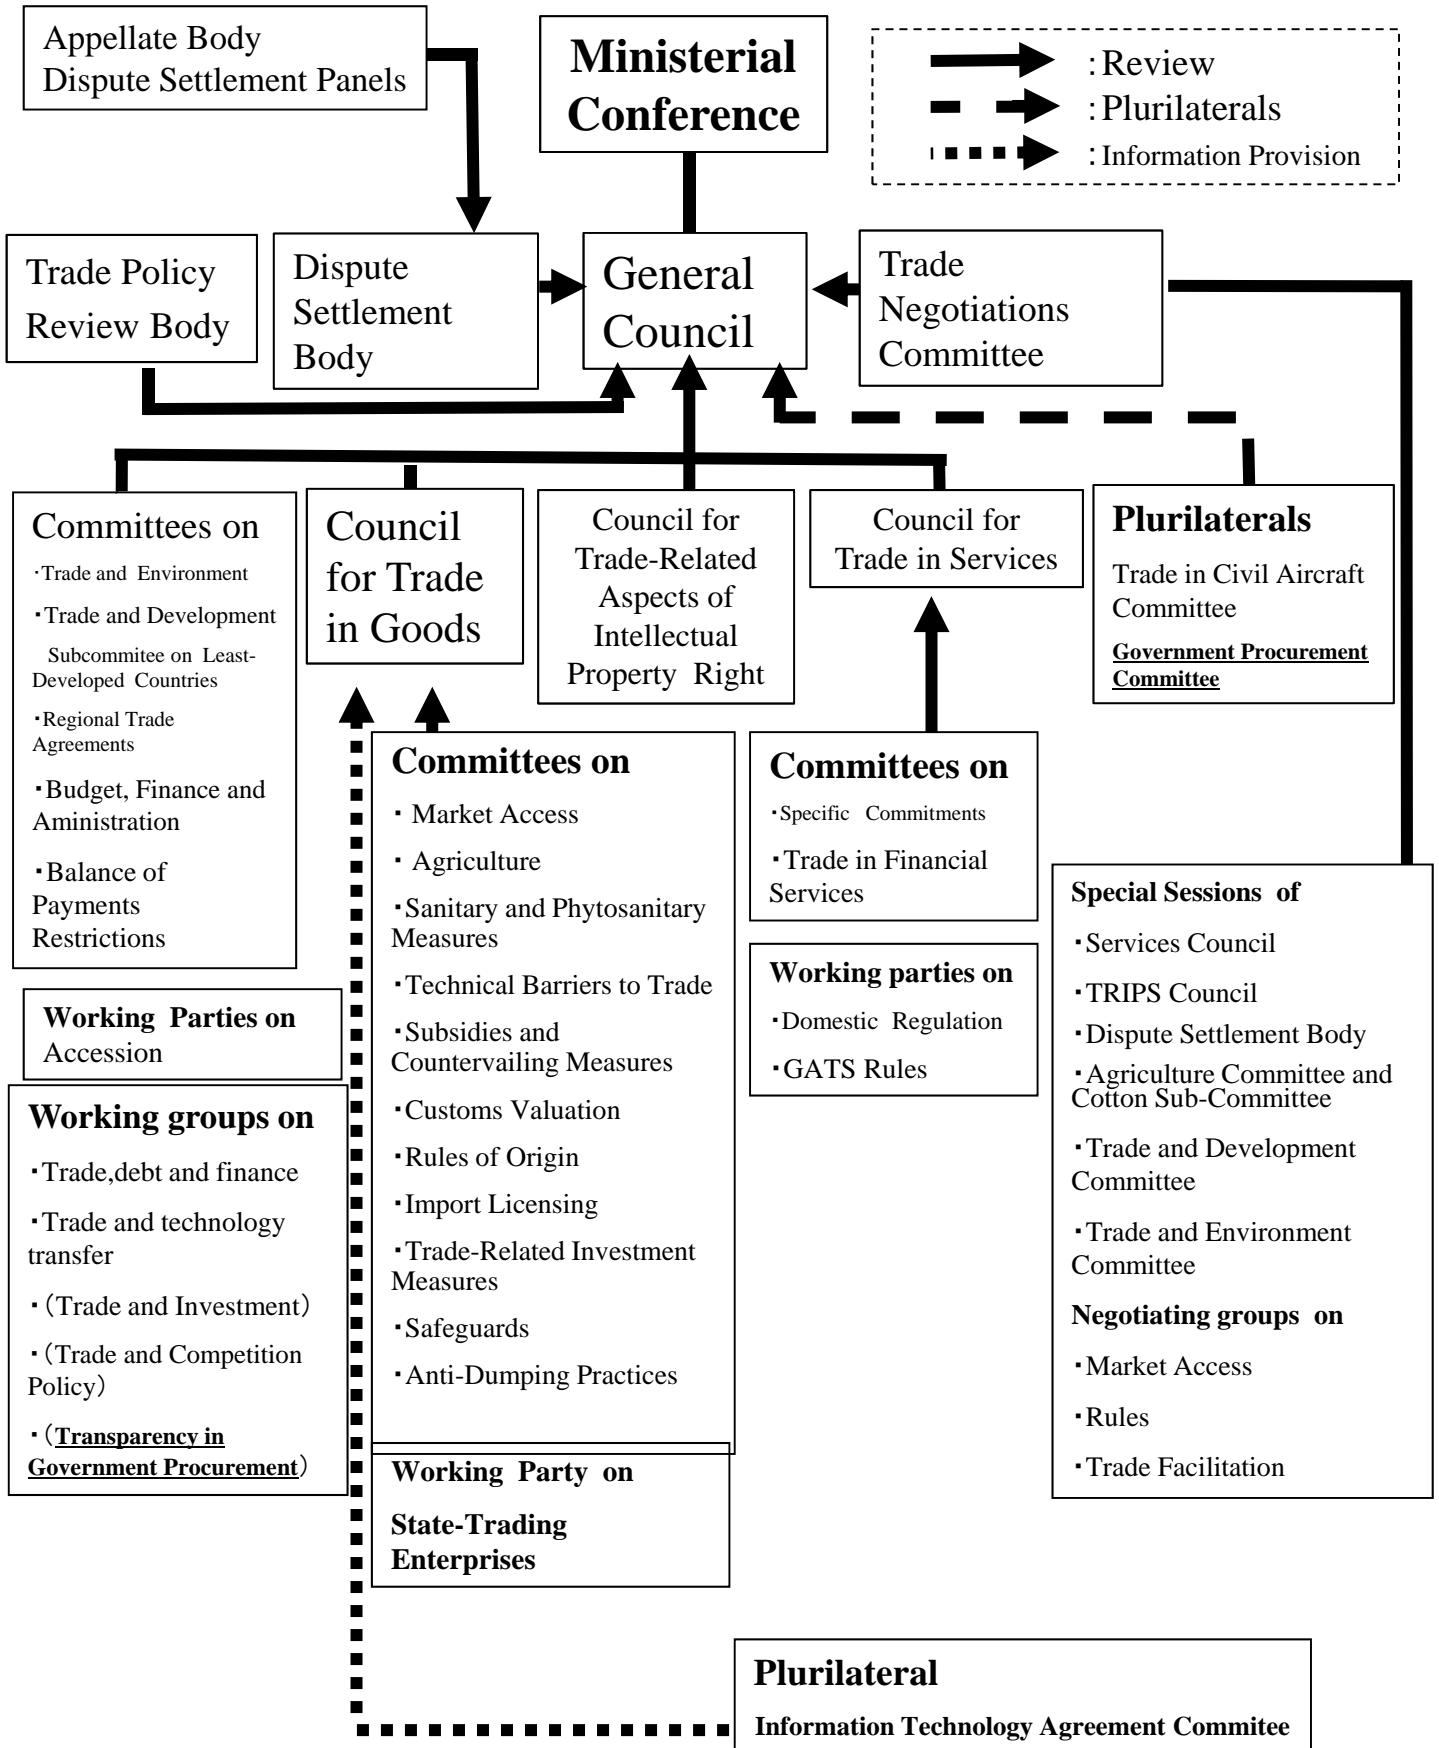 Appellate Body
Dispute Settlement Panels
Ministerial
Conference
:Review
:Plurilaterals
:Information Provision
Trade Policy
Review Body
Dispute
Settlement
Body
General
Council
Trade
Negotiations
Committee
Committees on
・Trade and Environment
・Trade and Development
Subcommitee on Least-
Developed Countries
・Regional Trade
Agreements
・Budget, Finance and
Aministration
・Balance of
Payments
Restrictions
Council
for Trade
in Goods
Council for
Trade-Related
Aspects of
Intellectual
Property Right
Council for
Trade in Services
Plurilaterals
Trade in Civil Aircraft
Committee
Government Procurement
Committee
Working Parties on
Accession
Working groups on
・Trade,debt and finance
・Trade and technology
transfer
・（Trade and Investment）
・（Trade and Competition
Policy）
・（Transparency in
Government Procurement）
Committees on
・ Market Access
・ Agriculture
・Sanitary and Phytosanitary
Measures
・Technical Barriers to Trade
・Subsidies and
Countervailing Measures
・Customs Valuation
・Rules of Origin
・Import Licensing
・Trade-Related Investment
Measures
・Safeguards
・Anti-Dumping Practices
Working Party on
State-Trading
Enterprises
Committees on
・Specific Commitments
・Trade in Financial
Services
Working parties on
・Domestic Regulation
・GATS Rules
Special Sessions of
・Services Council
・TRIPS Council
・Dispute Settlement Body
・Agriculture Committee and
Cotton Sub-Committee
・Trade and Development
Committee
・Trade and Environment
Committee
Negotiating groups on
・Market Access
・Rules
・Trade Facilitation
Plurilateral
Information Technology Agreement Commitee